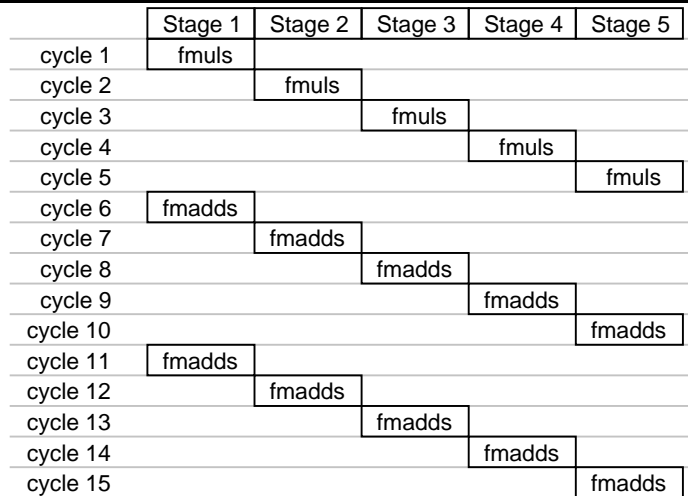 Stage 1 Stage 2 Stage 3 Stage 4 Stage 5
cycle 1 fmuls
cycle 2 fmuls
cycle 3 fmuls
cycle 4 fmuls
cycle 5 fmuls
cycle 6 fmadds
cycle 7 fmadds
cycle 8 fmadds
cycle 9 fmadds
cycle 10 fmadds
cycle 11 fmadds
cycle 12 fmadds
cycle 13 fmadds
cycle 14 fmadds
cycle 15 fmadds